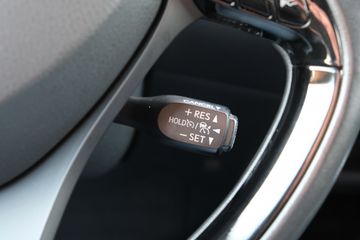 CANCEL
+ RES ▲
HOLD / ◄
− SET ▼